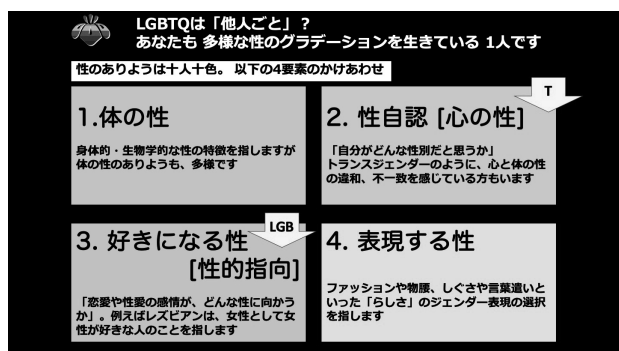 LGBTQは「他人ごと」？
あなたも 多様な性のグラデーションを生きている 1人です
性のありようは十人十色。 以下の4要素のかけあわせ
1.体の性
身体的・生物学的な性の特徴を指しますが
体の性のありようも、多様です
T
2. 性自認 [心の性]
「自分がどんな性別だと思うか」
トランスジェンダーのように、心と体の性
の違和、不一致を感じている方もいます
LGB
3. 好きになる性
[性的指向]
「恋愛や性愛の感情が、どんな性に向かう
か」。例えばレズビアンは、女性として女
性が好きな人のことを指します
4. 表現する性
ファッションや物腰、しぐさや言葉遣いと
いった「らしさ」のジェンダー表現の選択
を指します